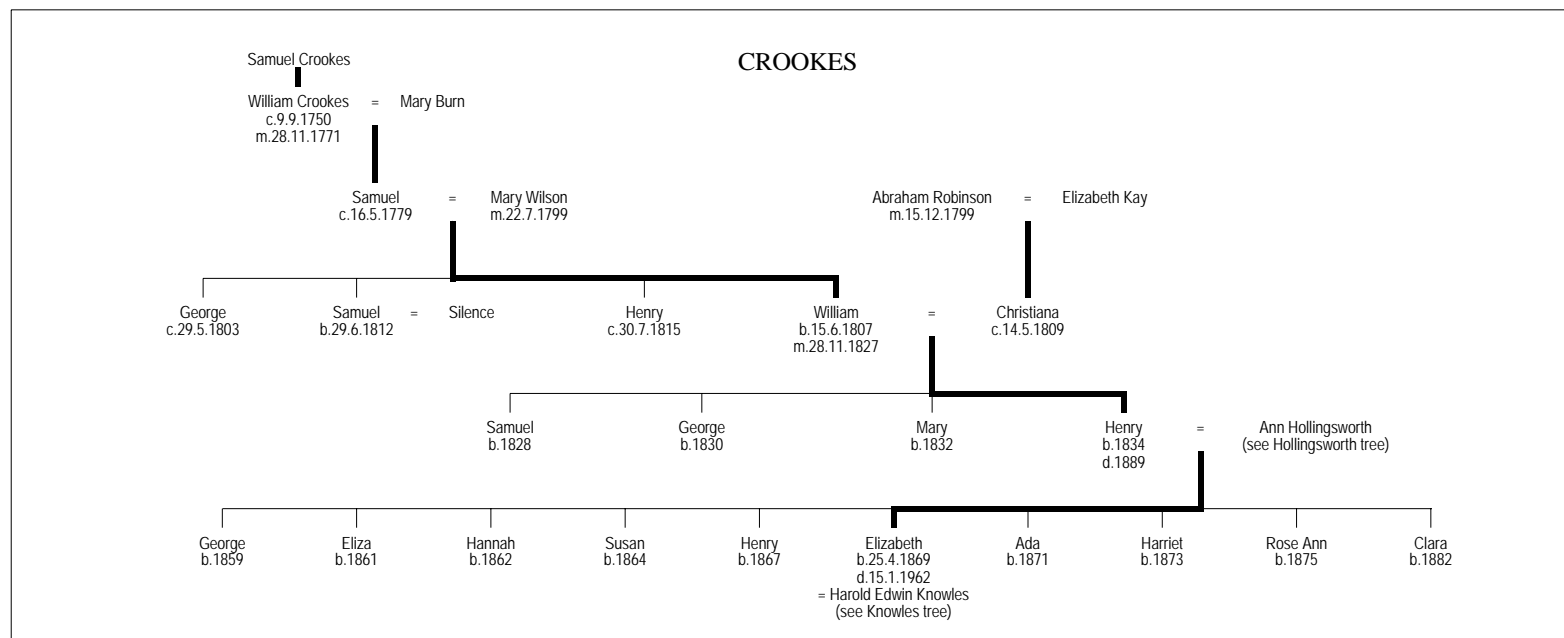 CROOKES
Samuel Crookes
William Crookes = Mary Burn
c.9.9.1750
m.28.11.1771
Samuel = Mary Wilson Abraham Robinson = Elizabeth Kay
c.16.5.1779 m.22.7.1799 m.15.12.1799
George Samuel = Silence Henry William = Christiana
c.29.5.1803 b.29.6.1812 c.30.7.1815 b.15.6.1807 c.14.5.1809
m.28.11.1827
Samuel George Mary Henry = Ann Hollingsworth
b.1828 b.1830 b.1832 b.1834 (see Hollingsworth tree)
d.1889
George Eliza Hannah Susan Henry Elizabeth Ada Harriet Rose Ann Clara
b.1859 b.1861 b.1862 b.1864 b.1867 b.25.4.1869 b.1871 b.1873 b.1875 b.1882
d.15.1.1962
= Harold Edwin Knowles
(see Knowles tree)